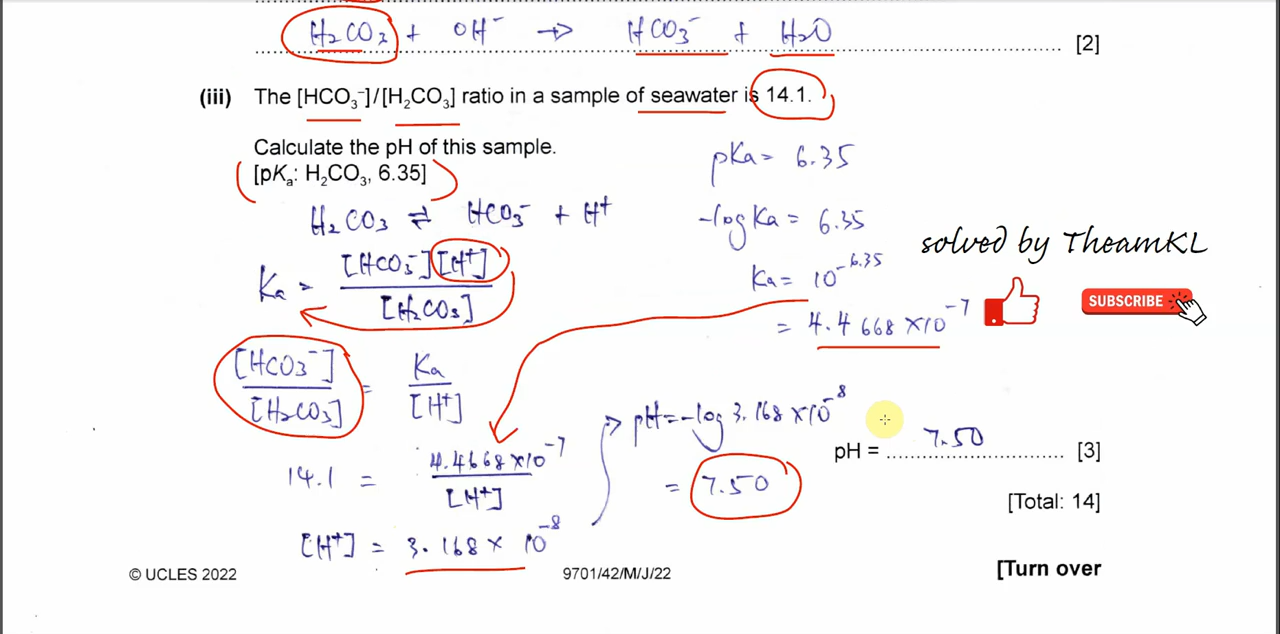 H₂CO₃ + OH⁻ → HCO₃⁻ + H₂O
[2]
(iii) The [HCO₃⁻]/[H₂CO₃] ratio in a sample of seawater is 14.1.
Calculate the pH of this sample.
[pKₐ: H₂CO₃, 6.35]
H₂CO₃ ⇌ HCO₃⁻ + H⁺
Ka = [HCO₃⁻][H⁺] / [H₂CO₃]
[HCO₃⁻] / [H₂CO₃] = Ka / [H⁺]
14.1 = 4.4668 × 10⁻⁷ / [H⁺]
[H⁺] = 3.168 × 10⁻⁸
pKa = 6.35
-log Ka = 6.35
Ka = 10⁻⁶·³⁵
= 4.4668 × 10⁻⁷
solved by TheamKL
SUBSCRIBE
pH = -log 3.168 × 10⁻⁸
= 7.50
pH = 7.50 [3]
[Total: 14]
© UCLES 2022 9701/42/M/J/22 [Turn over